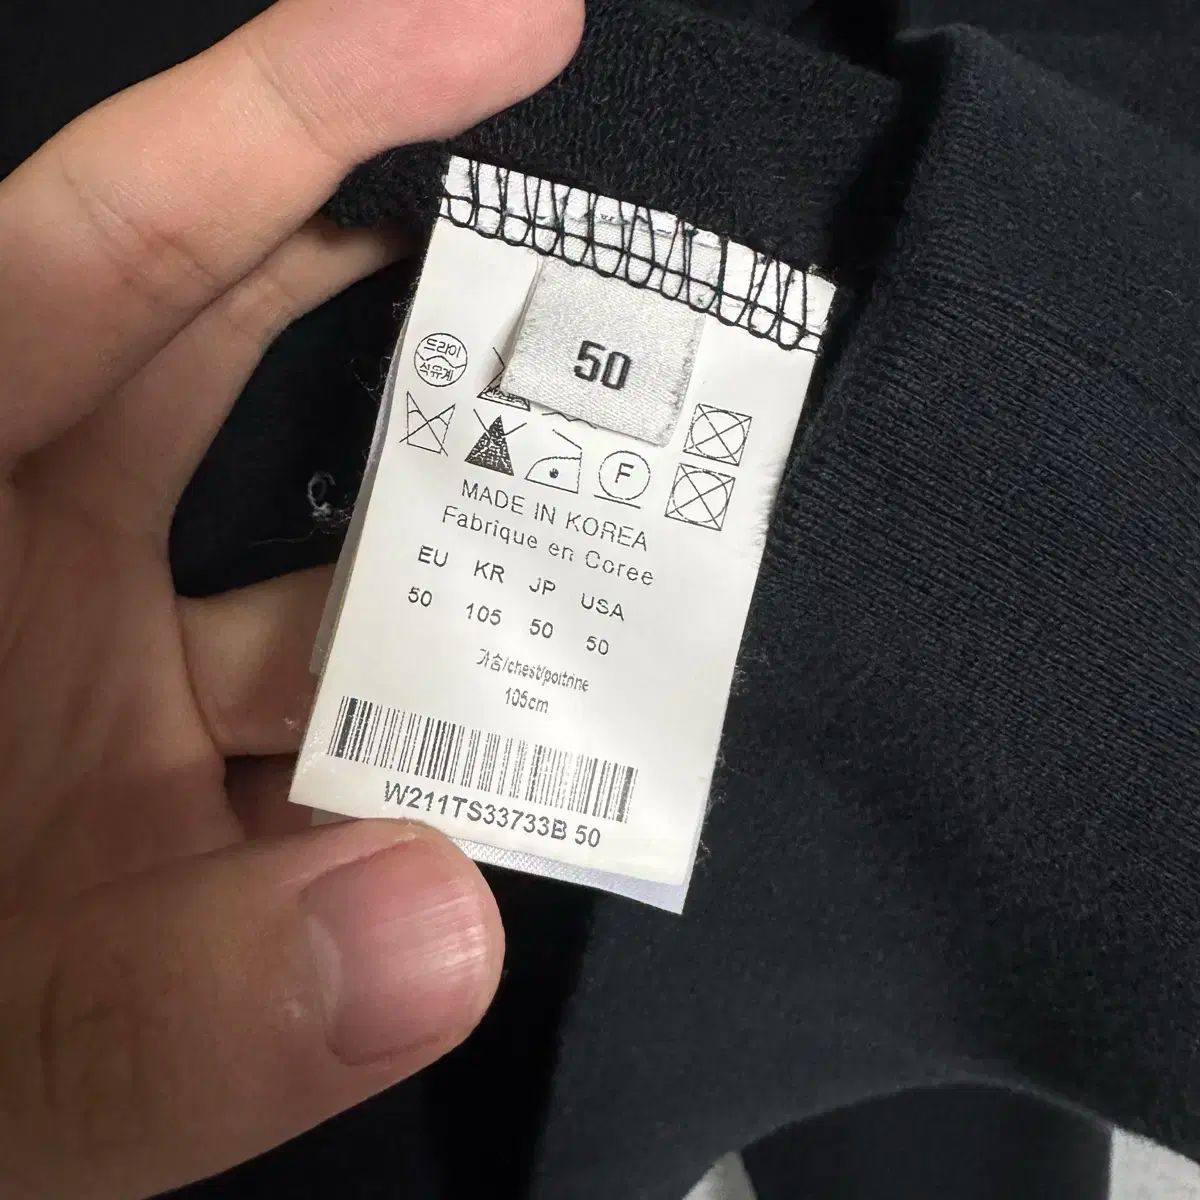 50
드라이
석유계
F
MADE IN KOREA
Fabrique en Coree
EU KR JP USA
50 105 50 50
가슴/chest/poitrine
105cm
W211TS33733B 50